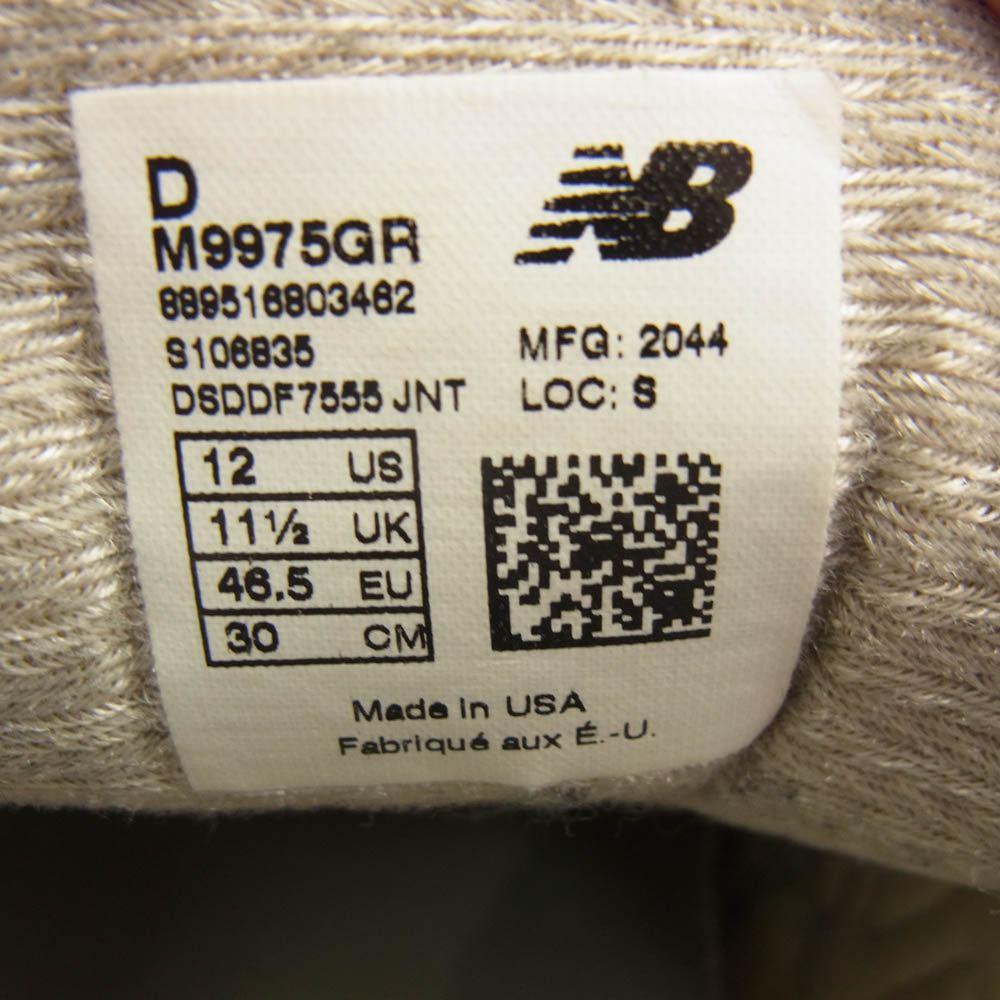 D
M9975GR
NB
889516803462
S106835
MFG: 2044
DSDDF7555 JNT
LOC: S
12 US
11½ UK
46.5 EU
30 CM
Made in USA
Fabriqué aux É.-U.